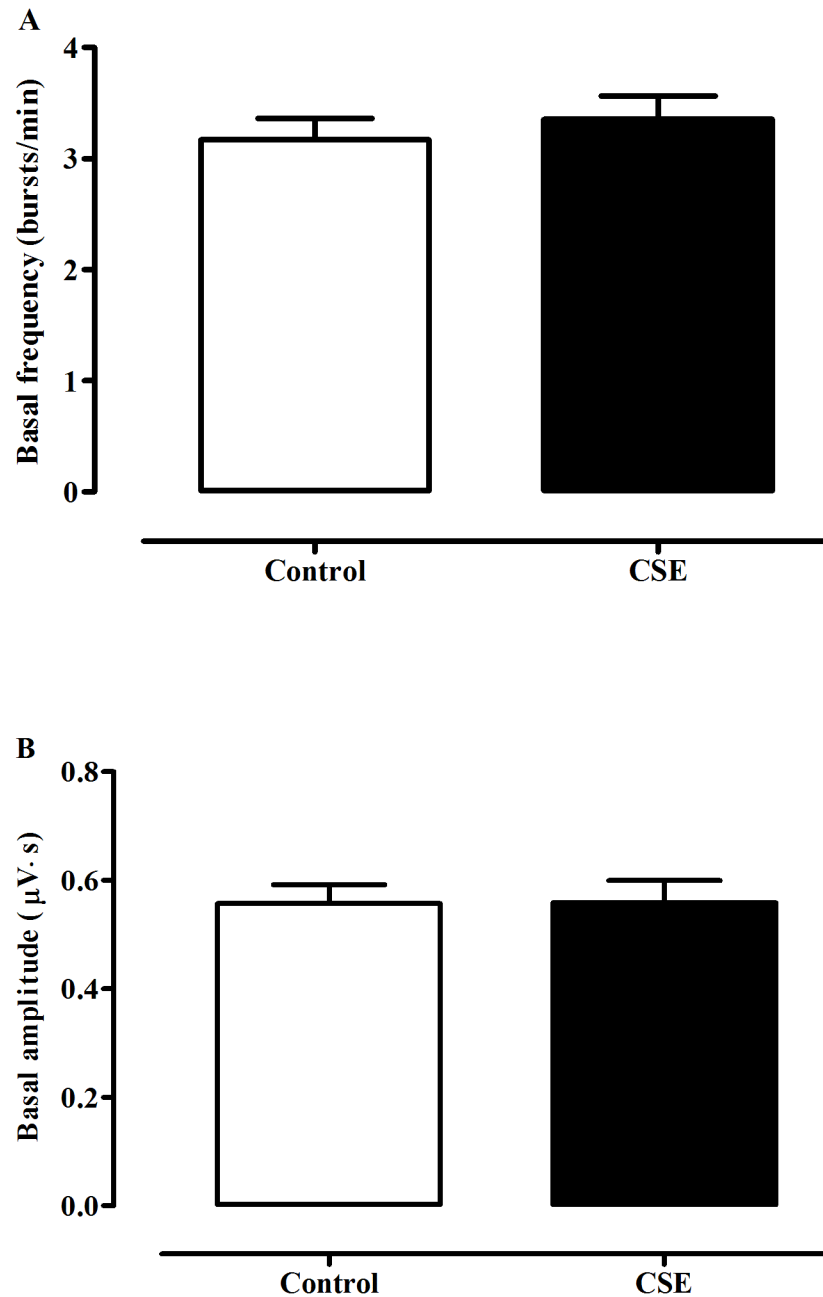 A
Basal frequency (bursts/min)
4
3
2
1
0
Control CSE
B
Basal amplitude (μV·s)
0.8
0.6
0.4
0.2
0.0
Control CSE